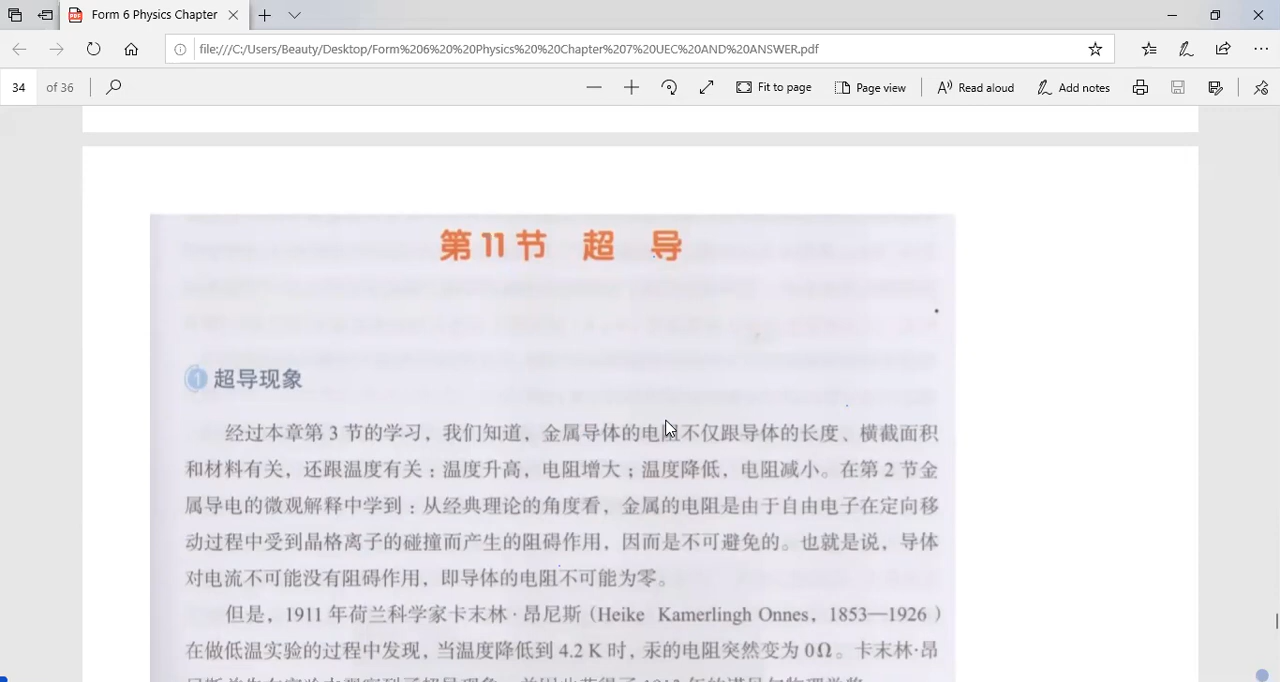 Form 6 Physics Chapter
file:///C:/Users/Beauty/Desktop/Form%206%20%20Physics%20%20Chapter%207%20UEC%20AND%20ANSWER.pdf
34 of 36 Fit to page Page view Read aloud Add notes
第11节 超 导
1 超导现象
经过本章第 3 节的学习，我们知道，金属导体的电阻不仅跟导体的长度、横截面积
和材料有关，还跟温度有关：温度升高，电阻增大；温度降低，电阻减小。在第 2 节金
属导电的微观解释中学到：从经典理论的角度看，金属的电阻是由于自由电子在定向移
动过程中受到晶格离子的碰撞而产生的阻碍作用，因而是不可避免的。也就是说，导体
对电流不可能没有阻碍作用，即导体的电阻不可能为零。
但是，1911 年荷兰科学家卡末林·昂尼斯（Heike Kamerlingh Onnes，1853—1926）
在做低温实验的过程中发现，当温度降低到 4.2 K 时，汞的电阻突然变为 0Ω。卡末林·昂